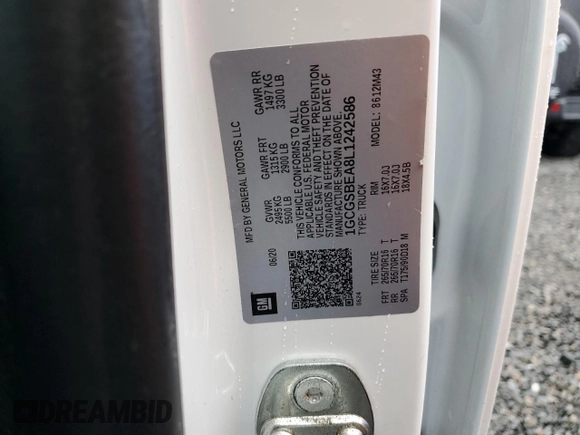 MFD BY GENERAL MOTORS LLC
06/20 GVWR GAWR FRT GAWR RR
2495 KG 1315 KG 1497 KG
5500 LB 2900 LB 3300 LB
THIS VEHICLE CONFORMS TO ALL
APPLICABLE U.S. FEDERAL MOTOR
VEHICLE SAFETY AND THEFT PREVENTION
STANDARDS IN EFFECT ON THE DATE OF
MANUFACTURE SHOWN ABOVE.
1GCGSBEA8L1242586
TYPE: TRUCK MODEL: 8612M43
GM
0624
TIRE SIZE RIM
FRT 265/70R16 T 16X7.0J
RR 265/70R16 T 16X7.0J
SPA T175/90D18 M 18X4.5B
DREAMBID